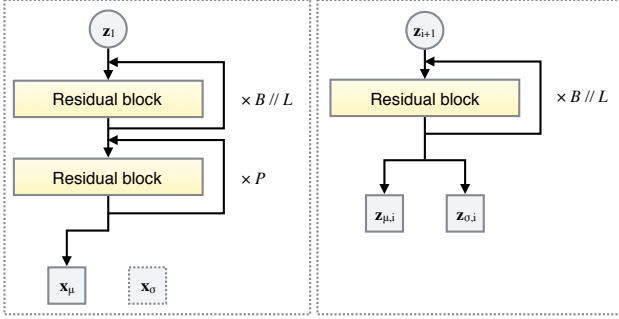 z1
Residual block
× B // L
Residual block
× P
xμ
xσ
zi+1
Residual block
× B // L
zμ,i
zσ,i